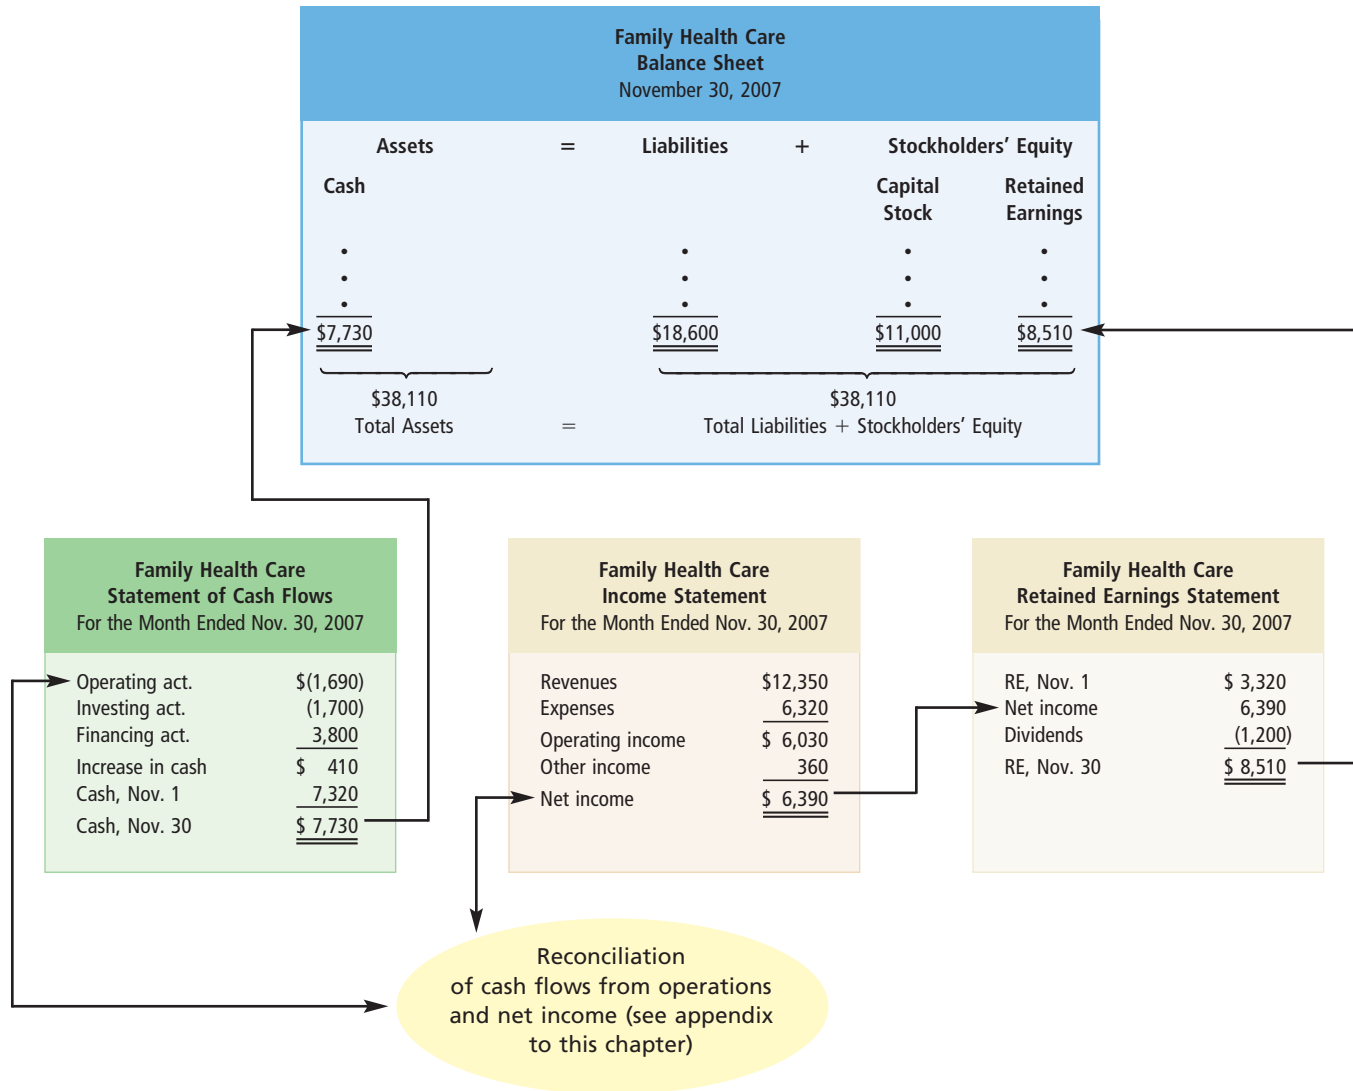 Family Health Care
Balance Sheet
November 30, 2007
Assets = Liabilities + Stockholders' Equity
Cash Capital Stock Retained Earnings
$7,730 $18,600 $11,000 $8,510
$38,110 $38,110
Total Assets = Total Liabilities + Stockholders' Equity
Family Health Care
Statement of Cash Flows
For the Month Ended Nov. 30, 2007
Operating act. $(1,690)
Investing act. (1,700)
Financing act. 3,800
Increase in cash $ 410
Cash, Nov. 1 7,320
Cash, Nov. 30 $ 7,730
Family Health Care
Income Statement
For the Month Ended Nov. 30, 2007
Revenues $12,350
Expenses 6,320
Operating income $ 6,030
Other income 360
Net income $ 6,390
Family Health Care
Retained Earnings Statement
For the Month Ended Nov. 30, 2007
RE, Nov. 1 $ 3,320
Net income 6,390
Dividends (1,200)
RE, Nov. 30 $ 8,510
Reconciliation
of cash flows from operations
and net income (see appendix
to this chapter)